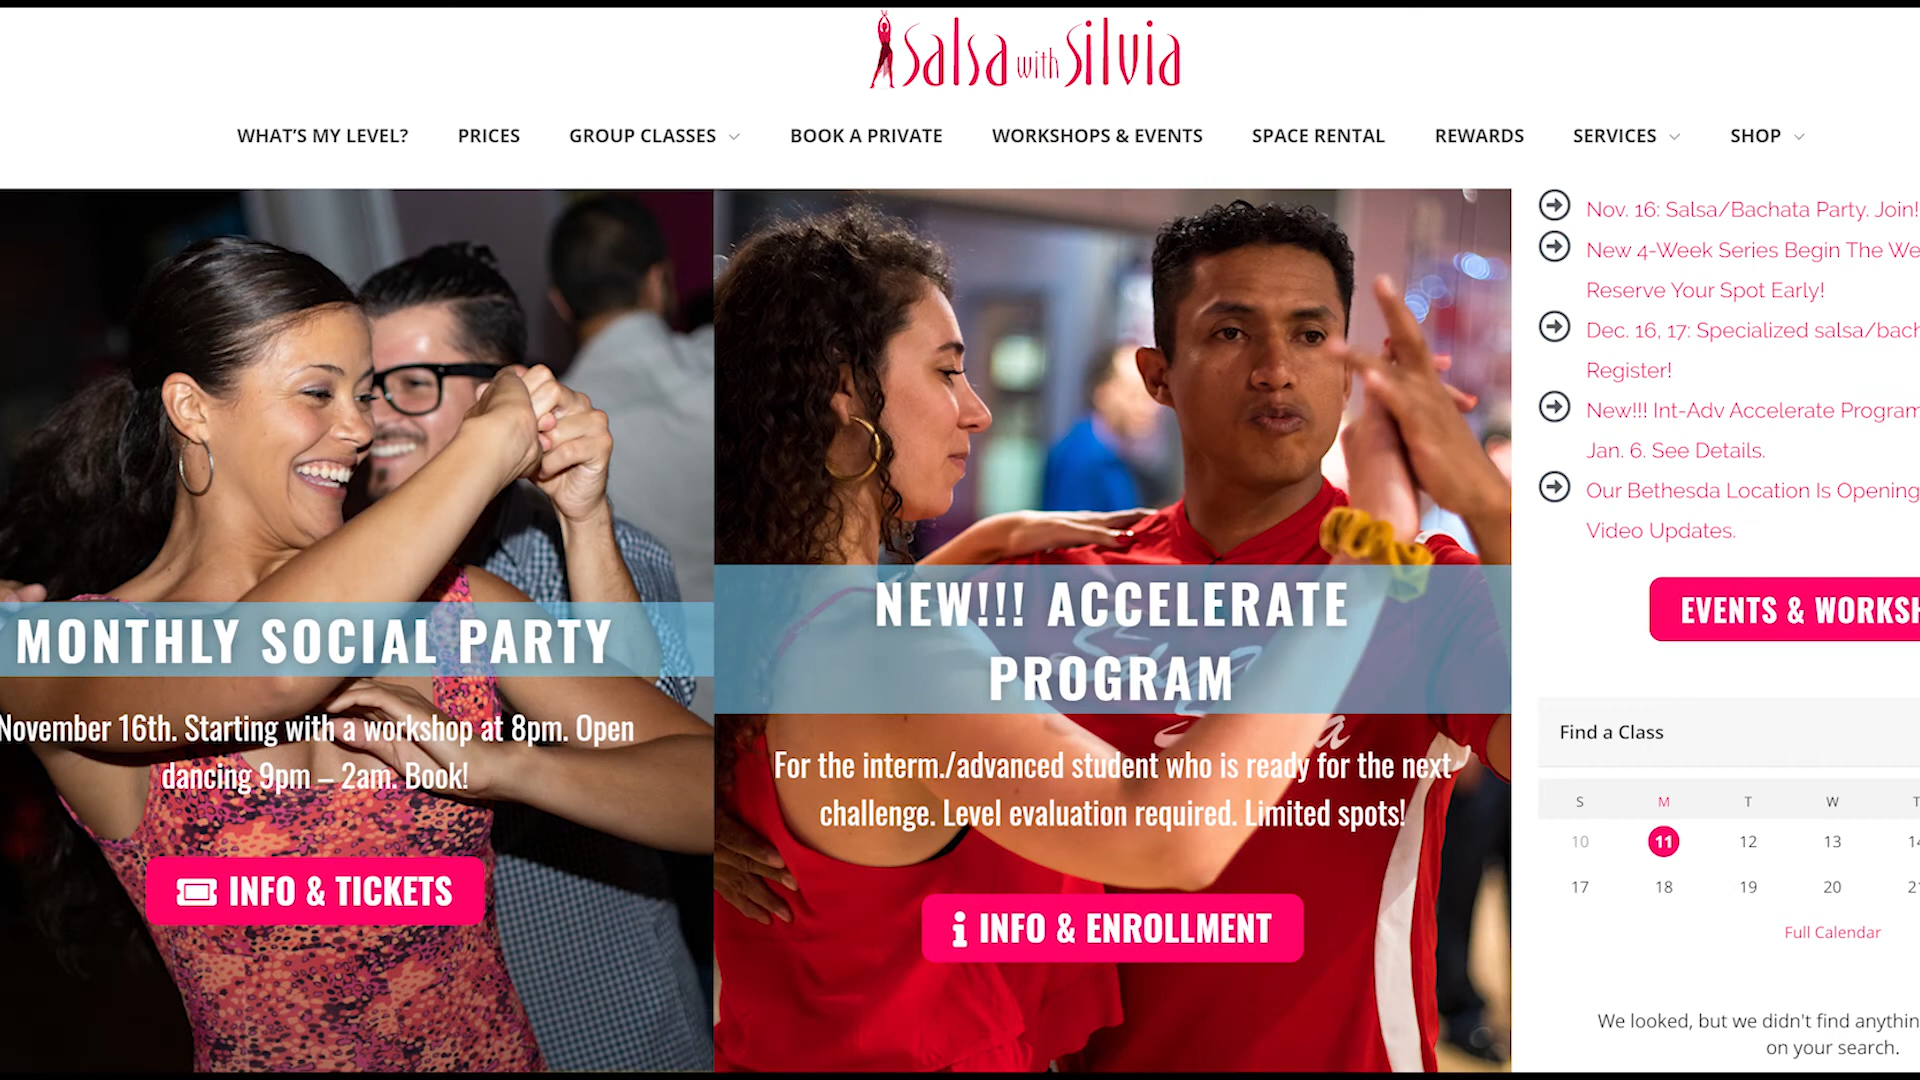 Salsa with Silvia
WHAT'S MY LEVEL?
PRICES
GROUP CLASSES
BOOK A PRIVATE
WORKSHOPS & EVENTS
SPACE RENTAL
REWARDS
SERVICES
SHOP
MONTHLY SOCIAL PARTY
November 16th. Starting with a workshop at 8pm. Open
dancing 9pm – 2am. Book!
INFO & TICKETS
NEW!!! ACCELERATE
PROGRAM
For the interm./advanced student who is ready for the next
challenge. Level evaluation required. Limited spots!
INFO & ENROLLMENT
Nov. 16: Salsa/Bachata Party. Join!
New 4-Week Series Begin The
Reserve Your Spot Early!
Dec. 16, 17: Specialized
Register!
New!!! Int-Adv Accelerate Program
Jan. 6. See Details.
Our Bethesda Location Is Opening
Video Updates.
EVENTS &
Find a Class
S M T W
10 11 12 13
17 18 19 20
Full Calendar
We looked, but we didn't find
on your search.